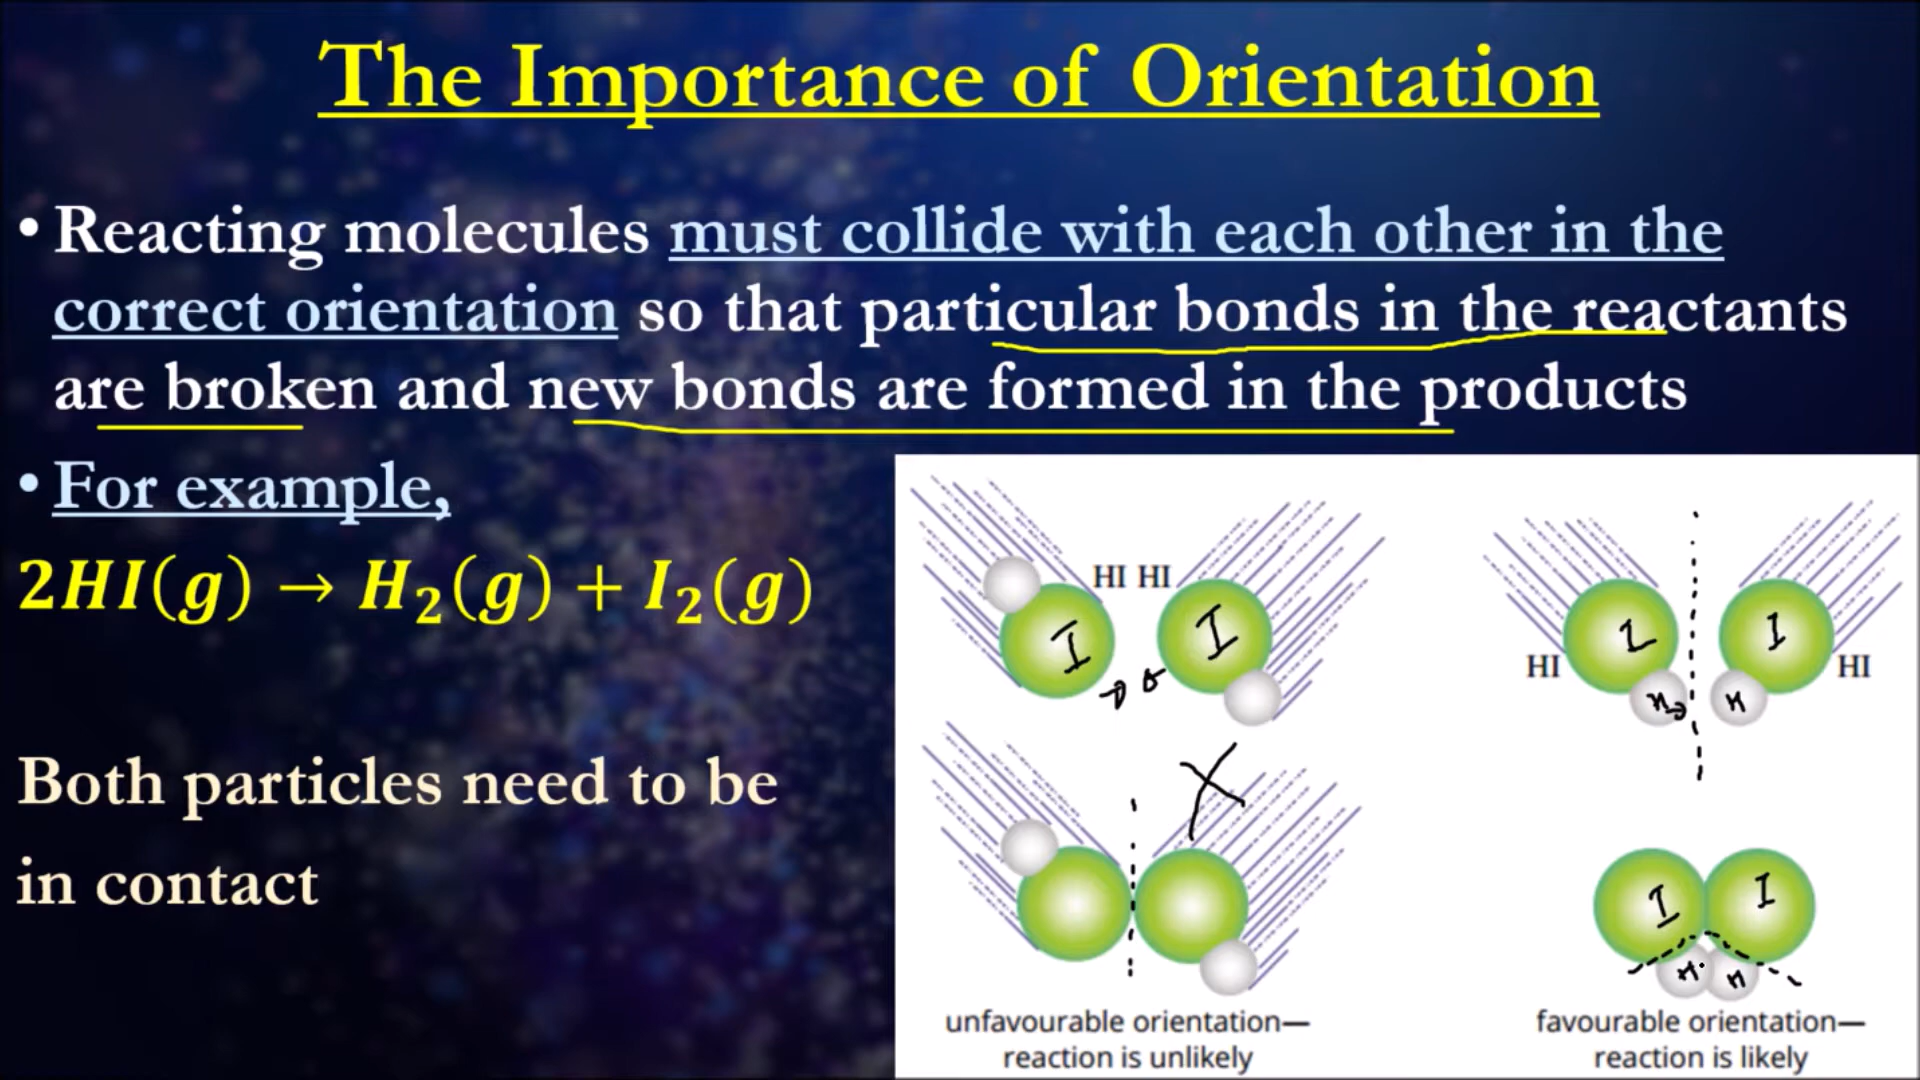 The Importance of Orientation
• Reacting molecules must collide with each other in the
correct orientation so that particular bonds in the reactants
are broken and new bonds are formed in the products
• For example,
2HI(g) → H₂(g) + I₂(g)
Both particles need to be
in contact
HI HI
I I
HI I I HI
H H
I I
H H
unfavourable orientation—
reaction is unlikely
favourable orientation—
reaction is likely